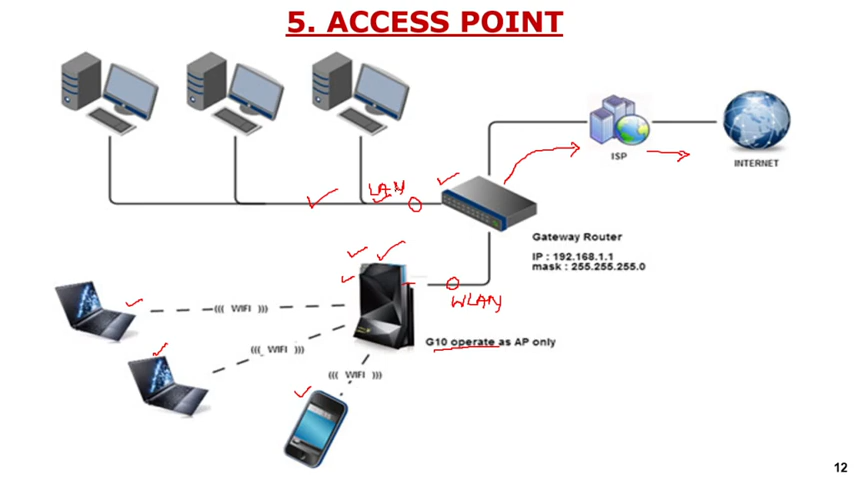 5. ACCESS POINT
ISP
INTERNET
LAN
Gateway Router
IP : 192.168.1.1
mask : 255.255.255.0
WLAN
((( WIFI )))
((( WIFI )))
((( WIFI )))
G10 operate as AP only
12